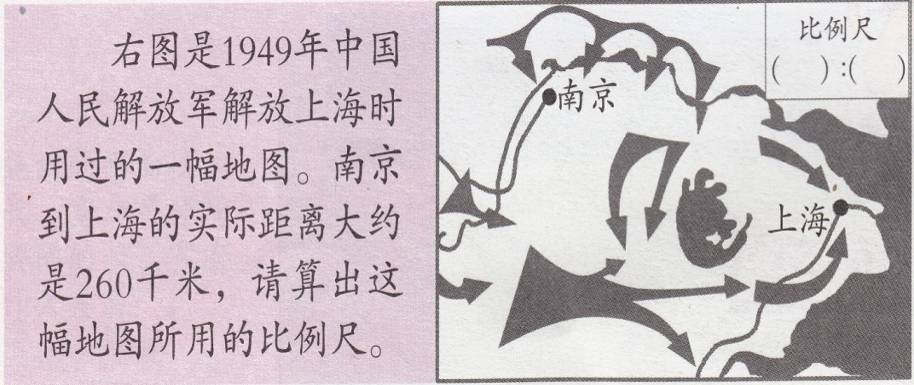 右图是1949年中国
人民解放军解放上海时
用过的一幅地图。南京
到上海的实际距离大约
是260千米，请算出这
幅地图所用的比例尺。
比例尺
(  ):(  )
南京
上海